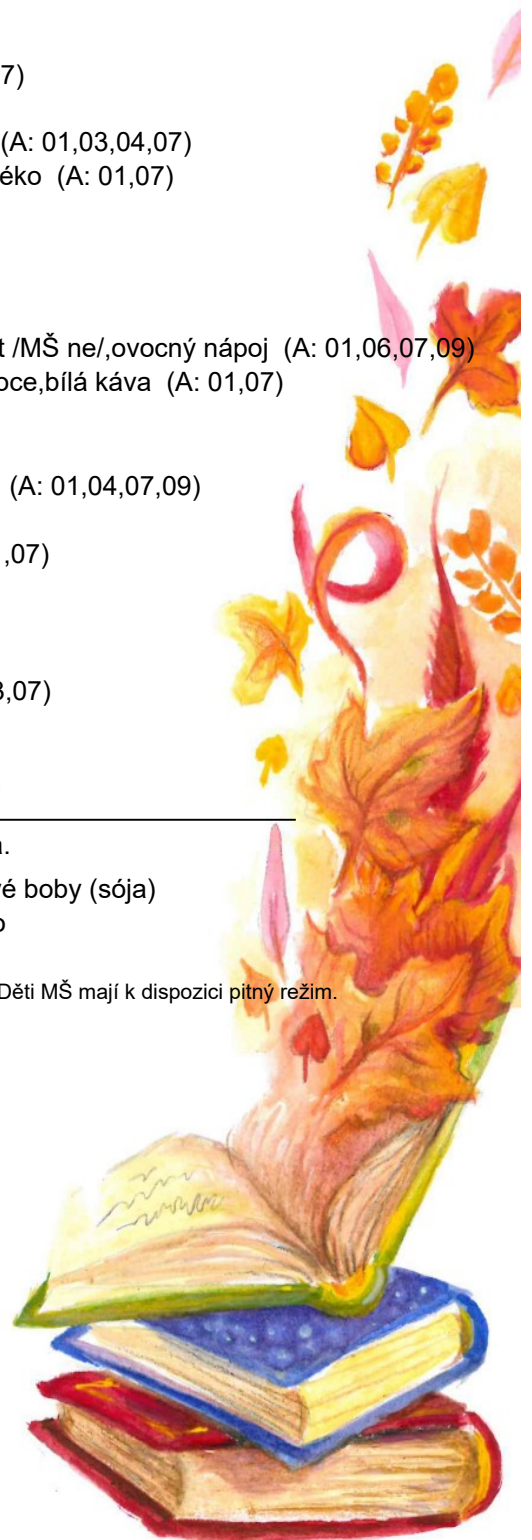 7)
(A: 01,03,04,07)
éko (A: 01,07)
t /MŠ ne/,ovocný nápoj (A: 01,06,07,09)
oce,bílá káva (A: 01,07)
(A: 01,04,07,09)
,07)
3,07)
.
vé boby (sója)
o
Děti MŠ mají k dispozici pitný režim.